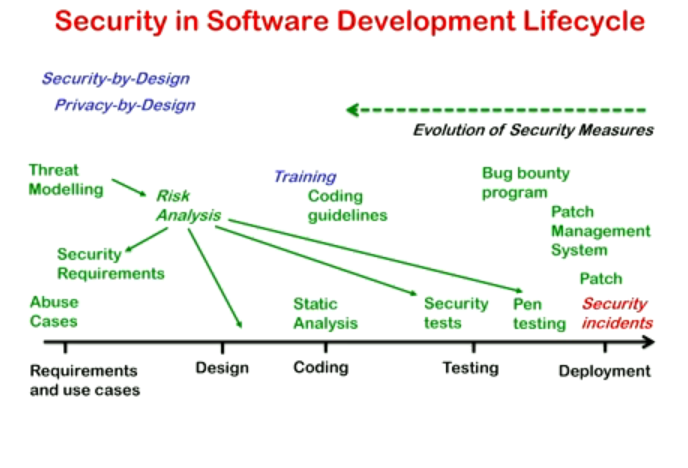 Security in Software Development Lifecycle
Security-by-Design
Privacy-by-Design
Evolution of Security Measures
Threat
Modelling
Risk
Analysis
Training
Coding
guidelines
Bug bounty
program
Patch
Management
System
Security
Requirements
Patch
Abuse
Cases
Static
Analysis
Security
tests
Pen
testing
Security
incidents
Requirements
and use cases
Design
Coding
Testing
Deployment